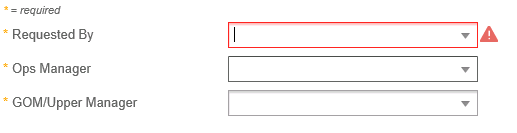 * = required
* Requested By
* Ops Manager
* GOM/Upper Manager